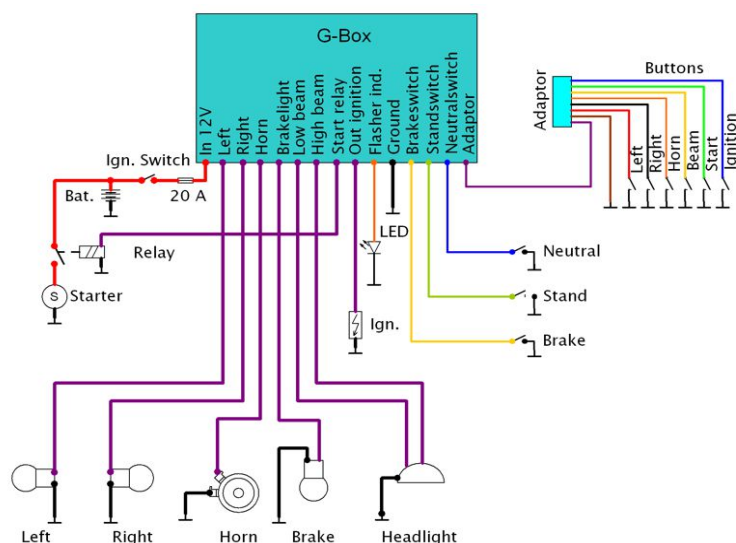 G-Box
In 12V
Left
Right
Horn
Brakelight
Low beam
High beam
Start relay
Out ignition
Flasher ind.
Ground
Brakeswitch
Standswitch
Neutralswitch
Adaptor
Adaptor
Buttons
Left
Right
Horn
Beam
Start
Ignition
Ign. Switch
Bat.
20 A
Relay
S
Starter
LED
Ign.
Neutral
Stand
Brake
Left
Right
Horn
Brake
Headlight